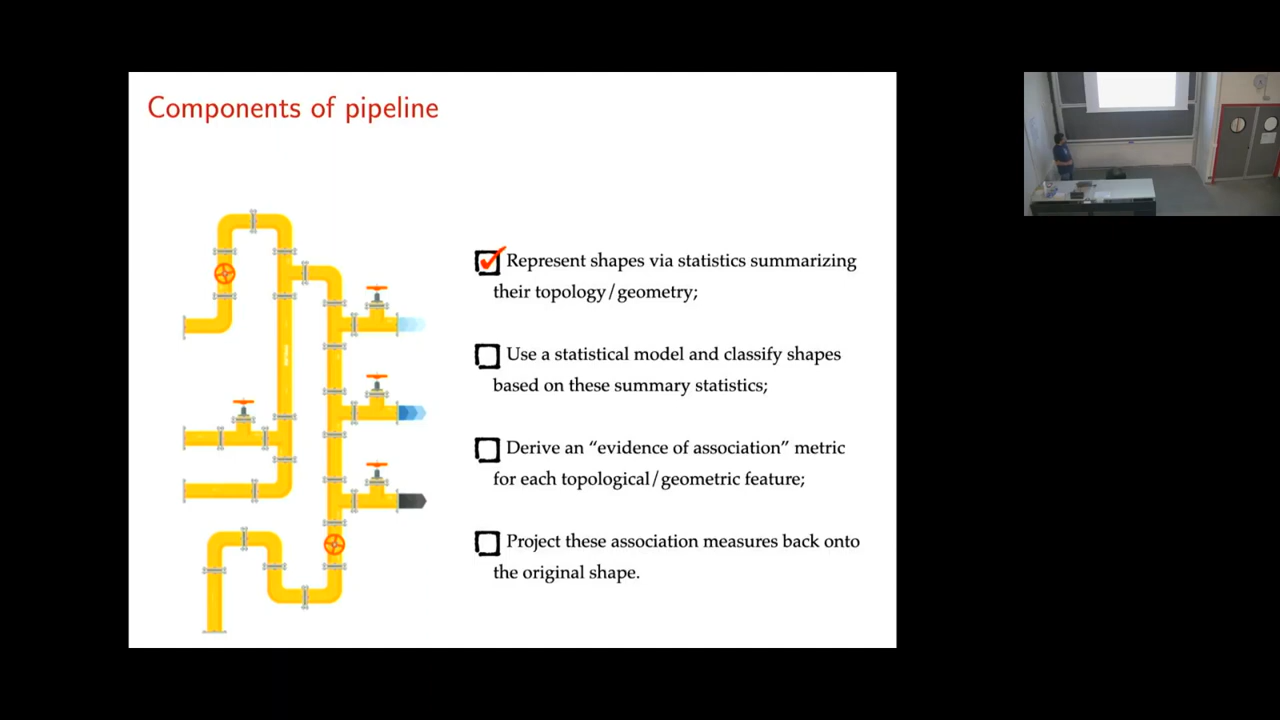 Components of pipeline
Represent shapes via statistics summarizing
their topology/geometry;
Use a statistical model and classify shapes
based on these summary statistics;
Derive an “evidence of association” metric
for each topological/geometric feature;
Project these association measures back onto
the original shape.